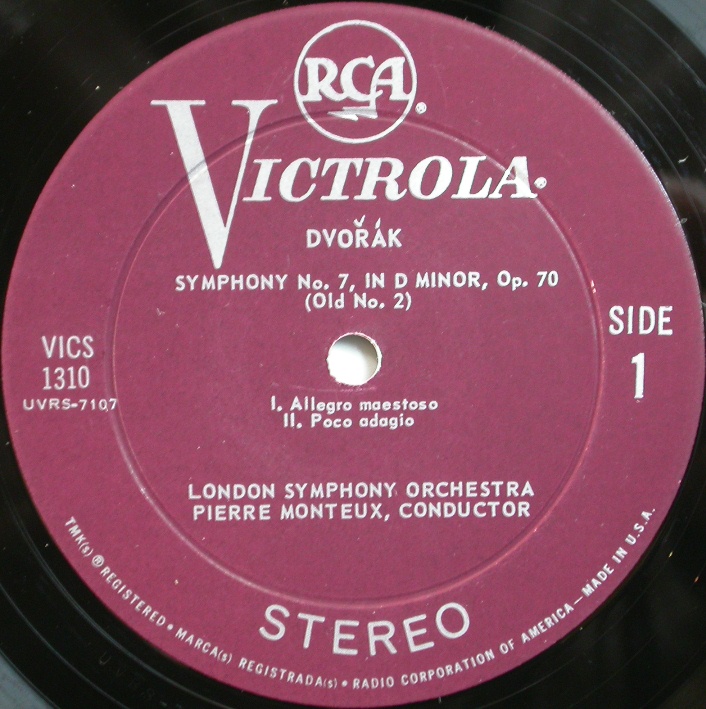 RCA®
VICTROLA®
DVOŘÁK
SYMPHONY No. 7, IN D MINOR, Op. 70
(Old No. 2)
SIDE
1
VICS
1310
UVRS-7107
I. Allegro maestoso
II. Poco adagio
LONDON SYMPHONY ORCHESTRA
PIERRE MONTEUX, CONDUCTOR
STEREO
TMK(s) ® REGISTERED • MARCA(s) REGISTRADA(s) • RADIO CORPORATION OF AMERICA—MADE IN U.S.A.